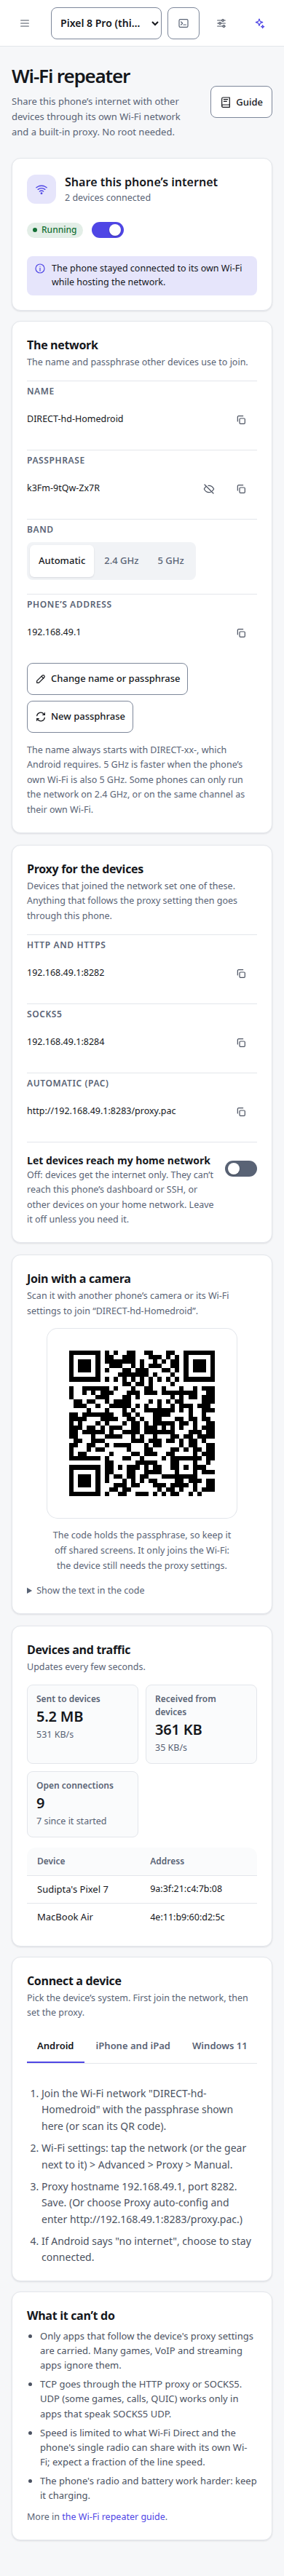 Pixel 8 Pro (thi...
Wi-Fi repeater
Share this phone's internet with other
devices through its own Wi-Fi network
and a built-in proxy. No root needed.
Guide
Share this phone's internet
2 devices connected
Running
The phone stayed connected to its own Wi-Fi
while hosting the network.
The network
The name and passphrase other devices use to join.
NAME
DIRECT-hd-Homedroid
PASSPHRASE
k3Fm-9tQw-Zx7R
BAND
Automatic 2.4 GHz 5 GHz
PHONE'S ADDRESS
192.168.49.1
Change name or passphrase
New passphrase
The name always starts with DIRECT-xx-, which
Android requires. 5 GHz is faster when the phone's
own Wi-Fi is also 5 GHz. Some phones can only run
the network on 2.4 GHz, or on the same channel as
their own Wi-Fi.
Proxy for the devices
Devices that joined the network set one of these.
Anything that follows the proxy setting then goes
through this phone.
HTTP AND HTTPS
192.168.49.1:8282
SOCKS5
192.168.49.1:8284
AUTOMATIC (PAC)
http://192.168.49.1:8283/proxy.pac
Let devices reach my home network
Off: devices get the internet only. They can't
reach this phone's dashboard or SSH, or
other devices on your home network. Leave
it off unless you need it.
Join with a camera
Scan it with another phone's camera or its Wi-Fi
settings to join “DIRECT-hd-Homedroid”.
The code holds the passphrase, so keep it
off shared screens. It only joins the Wi-Fi:
the device still needs the proxy settings.
Show the text in the code
Devices and traffic
Updates every few seconds.
Sent to devices
5.2 MB
531 KB/s
Received from
devices
361 KB
35 KB/s
Open connections
9
7 since it started
Device Address
Sudipta's Pixel 7 9a:3f:21:c4:7b:08
MacBook Air 4e:11:b9:60:d2:5c
Connect a device
Pick the device's system. First join the network, then
set the proxy.
Android iPhone and iPad Windows 11
1. Join the Wi-Fi network "DIRECT-hd-
Homedroid" with the passphrase shown
here (or scan its QR code).
2. Wi-Fi settings: tap the network (or the gear
next to it) > Advanced > Proxy > Manual.
3. Proxy hostname 192.168.49.1, port 8282.
Save. (Or choose Proxy auto-config and
enter http://192.168.49.1:8283/proxy.pac.)
4. If Android says "no internet", choose to stay
connected.
What it can't do
• Only apps that follow the device's proxy settings
are carried. Many games, VoIP and streaming
apps ignore them.
• TCP goes through the HTTP proxy or SOCKS5.
UDP (some games, calls, QUIC) works only in
apps that speak SOCKS5 UDP.
• Speed is limited to what Wi-Fi Direct and the
phone's single radio can share with its own Wi-
Fi; expect a fraction of the line speed.
• The phone's radio and battery work harder: keep
it charging.
More in the Wi-Fi repeater guide.